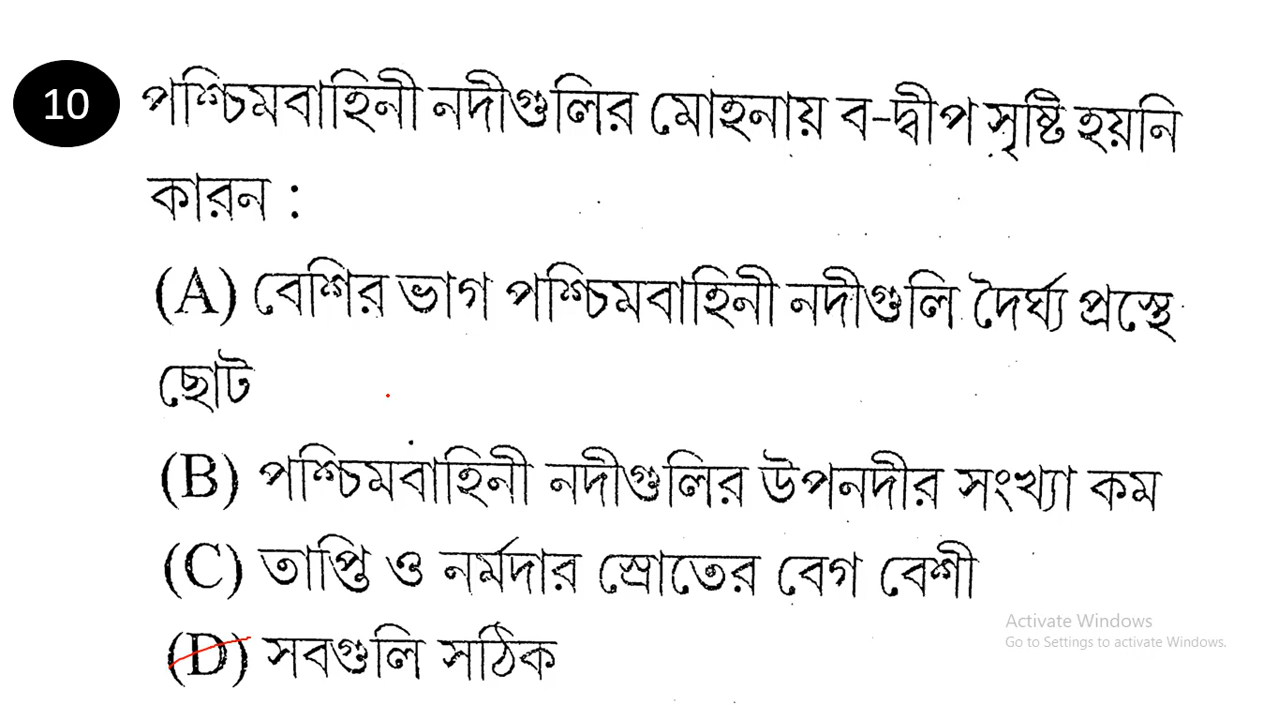 10 পশ্চিমবাহিনী নদীগুলির মোহনায় ব-দ্বীপ সৃষ্টি হয়নি
কারন :
(A) বেশির ভাগ পশ্চিমবাহিনী নদীগুলি দৈর্ঘ্য প্রস্থে
ছোট
(B) পশ্চিমবাহিনী নদীগুলির উপনদীর সংখ্যা কম
(C) তাপ্তি ও নর্মদার স্রোতের বেগ বেশী
(D) সবগুলি সঠিক
Activate Windows
Go to Settings to activate Windows.